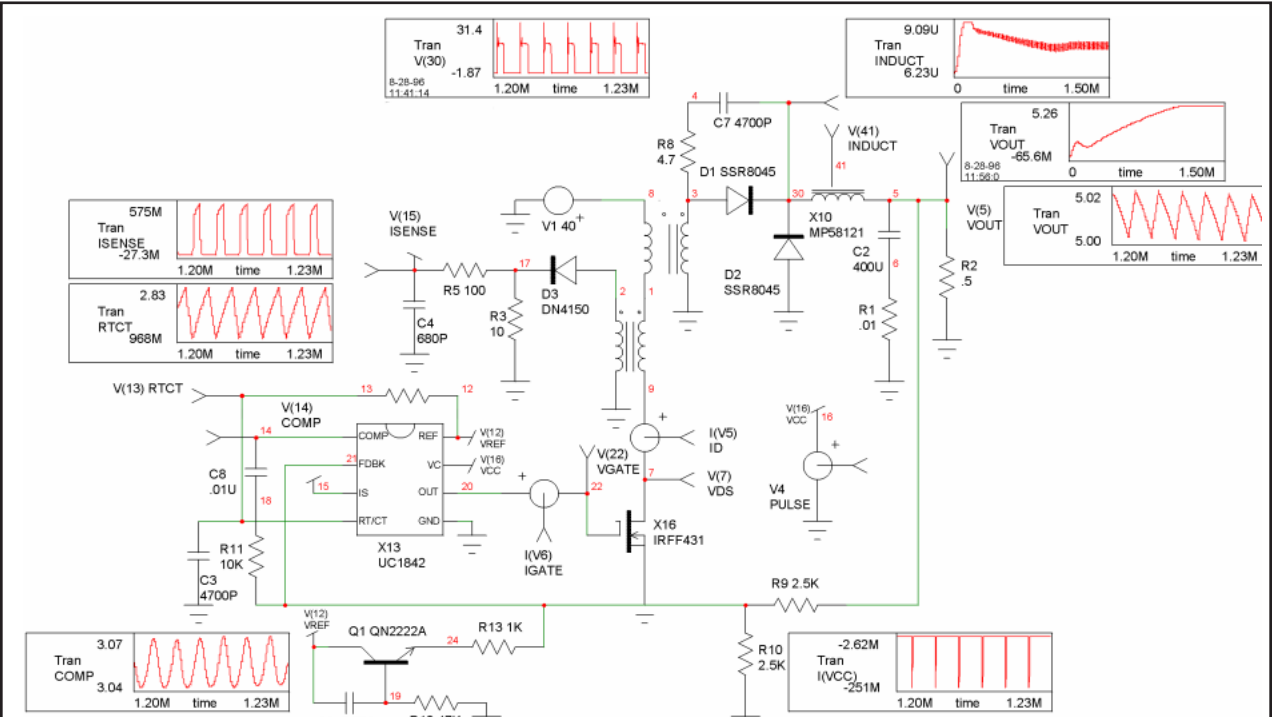 31.4
Tran
V(30)
-1.87
8-28-96
11:41:14
1.20M time 1.23M
9.09U
Tran
INDUCT
6.23U
0 time 1.50M
4
C7 4700P
R8
4.7
V(41)
INDUCT
41
5.26
Tran
VOUT
-65.6M
8-28-96
11:56:0
0 time 1.50M
D1 SSR8045
8
3
30
5
V1 40
+
X10
MP58121
V(5)
VOUT
5.02
Tran
VOUT
5.00
1.20M time 1.23M
575M
Tran
ISENSE
-27.3M
1.20M time 1.23M
V(15)
ISENSE
17
R5 100
D3
DN4150
2
1
D2
SSR8045
C2
400U
6
R2
.5
2.83
Tran
RTCT
968M
1.20M time 1.23M
C4
680P
R3
10
R1
.01
9
V(13) RTCT
13
12
V(14)
COMP
14
COMP
REF
V(12)
VREF
21
FDBK
VC
V(16)
VCC
15
IS
OUT
20
RT/CT
GND
X13
UC1842
C8
.01U
18
R11
10K
C3
4700P
+
I(V6)
IGATE
V(22)
VGATE
22
+
I(V5)
ID
7
V(7)
VDS
X16
IRFF431
V(16)
VCC
16
+
V4
PULSE
R9 2.5K
R10
2.5K
V(12)
VREF
Q1 QN2222A
24
R13 1K
19
3.07
Tran
COMP
3.04
1.20M time 1.23M
-2.62M
Tran
I(VCC)
-251M
1.20M time 1.23M